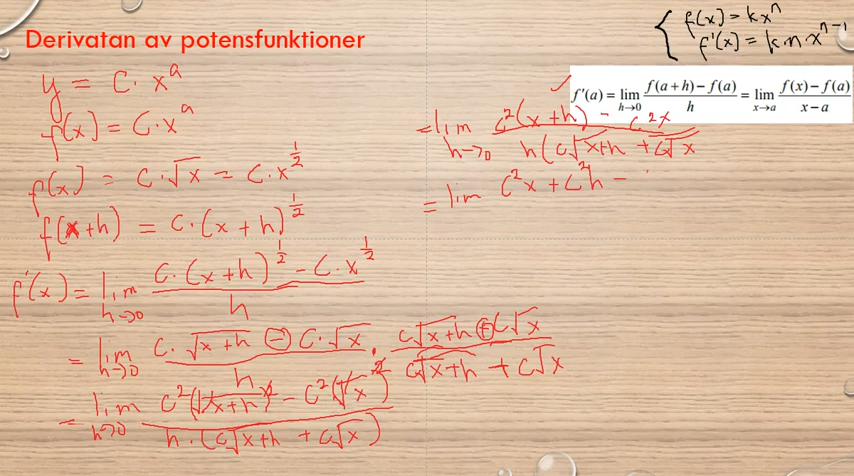 Derivatan av potensfunktioner
y = C · x^a
f(x) = C · x^a
f(x) = C · √x = C · x^(1/2)
f(x+h) = C · (x+h)^(1/2)
f'(x) = lim h→0 (C · (x+h)^(1/2) − C · x^(1/2)) / h
= lim h→0 (C · √(x+h) − C · √x) / h · (C√(x+h) + C√x) / (C√(x+h) + C√x)
= lim h→0 (C²(√(x+h))² − C²(√x)²) / (h · (C√(x+h) + C√x))
f(x) = kx^n
f'(x) = k·n·x^(n−1)
f'(a) = lim h→0 (f(a+h) − f(a)) / h = lim x→a (f(x) − f(a)) / (x − a)
= lim h→0 (C²(x+h) − C²x) / (h(C√(x+h) + C√x
= lim C²x + C²h −